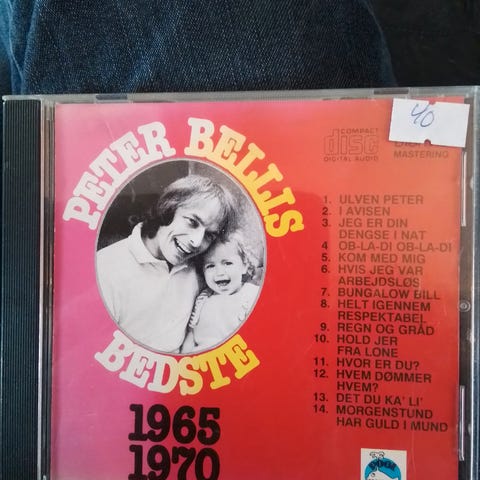 PETER BELLIS
BEDSTE
1965
1970
COMPACT
disc
DIGITAL AUDIO
40
MASTERING
1. ULVEN PETER
2. I AVISEN
3. JEG ER DIN
DENGSE I NAT
4 OB-LA-DI OB-LA-DI
5. KOM MED MIG
6. HVIS JEG VAR
ARBEJDSLØS
7. BUNGALOW BILL
8. HELT IGENNEM
RESPEKTABEL
9. REGN OG GRÅD
10. HOLD JER
FRA LONE
11. HVOR ER DU?
12. HVEM DØMMER
HVEM?
13. DET DU KA' LI'
14. MORGENSTUND
HAR GULD I MUND